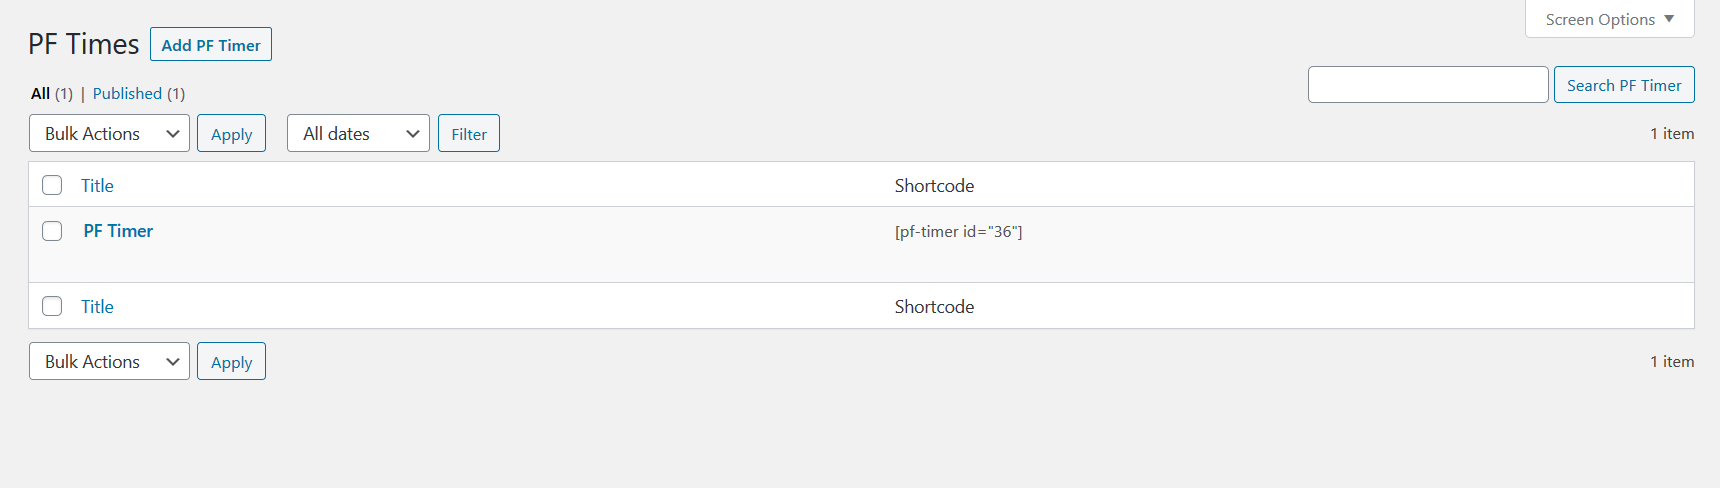 Screen Options ▼
PF Times Add PF Timer
Search PF Timer
All (1) | Published (1)
Bulk Actions Apply All dates Filter 1 item
Title Shortcode
PF Timer [pf-timer id="36"]
Title Shortcode
Bulk Actions Apply 1 item